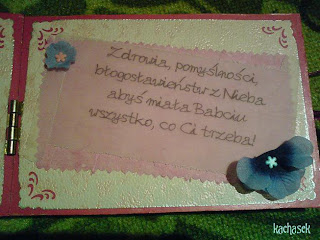 Zdrowia, pomyślności,
błogosławieństw z Nieba
abyś miała Babciu
wszystko, co Ci trzeba!
kachasek